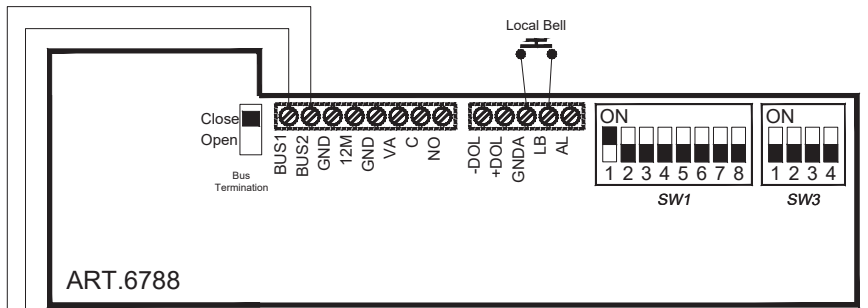 Local Bell
Close
Open
Bus
Termination
BUS1
BUS2
GND
12M
GND
VA
C
NO
-DOL
+DOL
GNDA
LB
AL
ON
1 2 3 4 5 6 7 8
SW1
ON
1 2 3 4
SW3
ART.6788